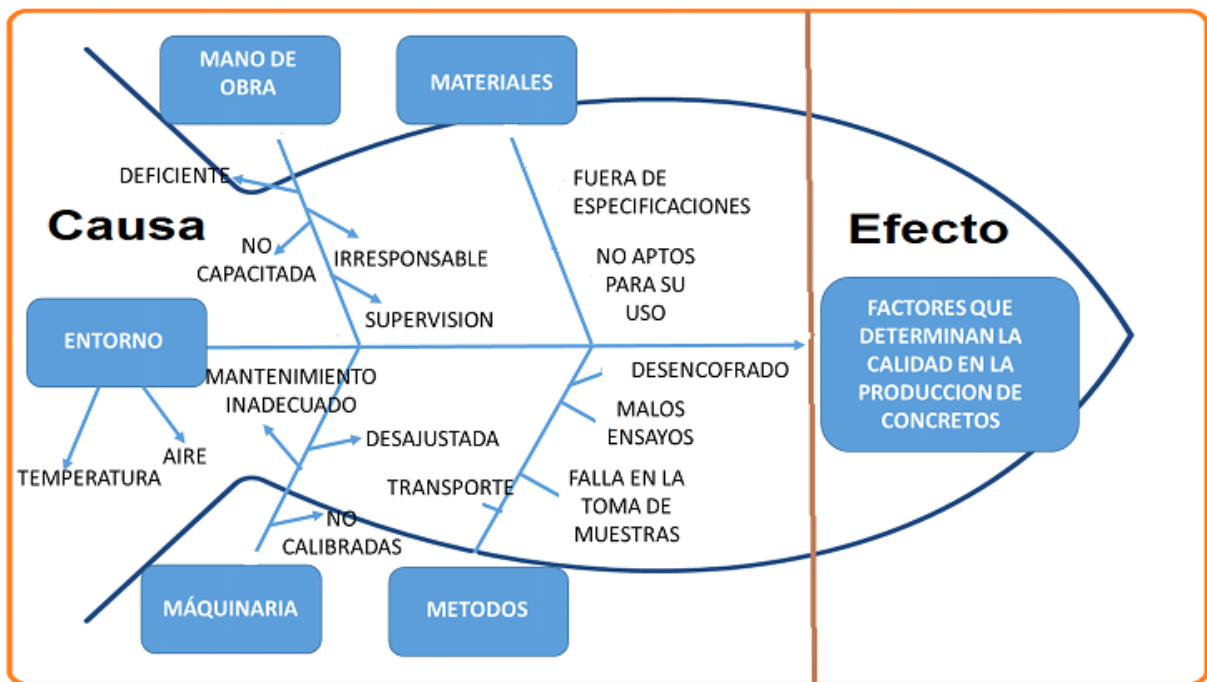 MANO DE
OBRA
MATERIALES
DEFICIENTE
FUERA DE
ESPECIFICACIONES
Causa
Efecto
NO
CAPACITADA
IRRESPONSABLE
NO APTOS
PARA SU
USO
SUPERVISION
ENTORNO
FACTORES QUE
DETERMINAN LA
CALIDAD EN LA
PRODUCCION DE
CONCRETOS
MANTENIMIENTO
INADECUADO
DESENCOFRADO
MALOS
ENSAYOS
DESAJUSTADA
AIRE
TEMPERATURA
TRANSPORTE
FALLA EN LA
TOMA DE
MUESTRAS
NO
CALIBRADAS
MÁQUINARIA
METODOS